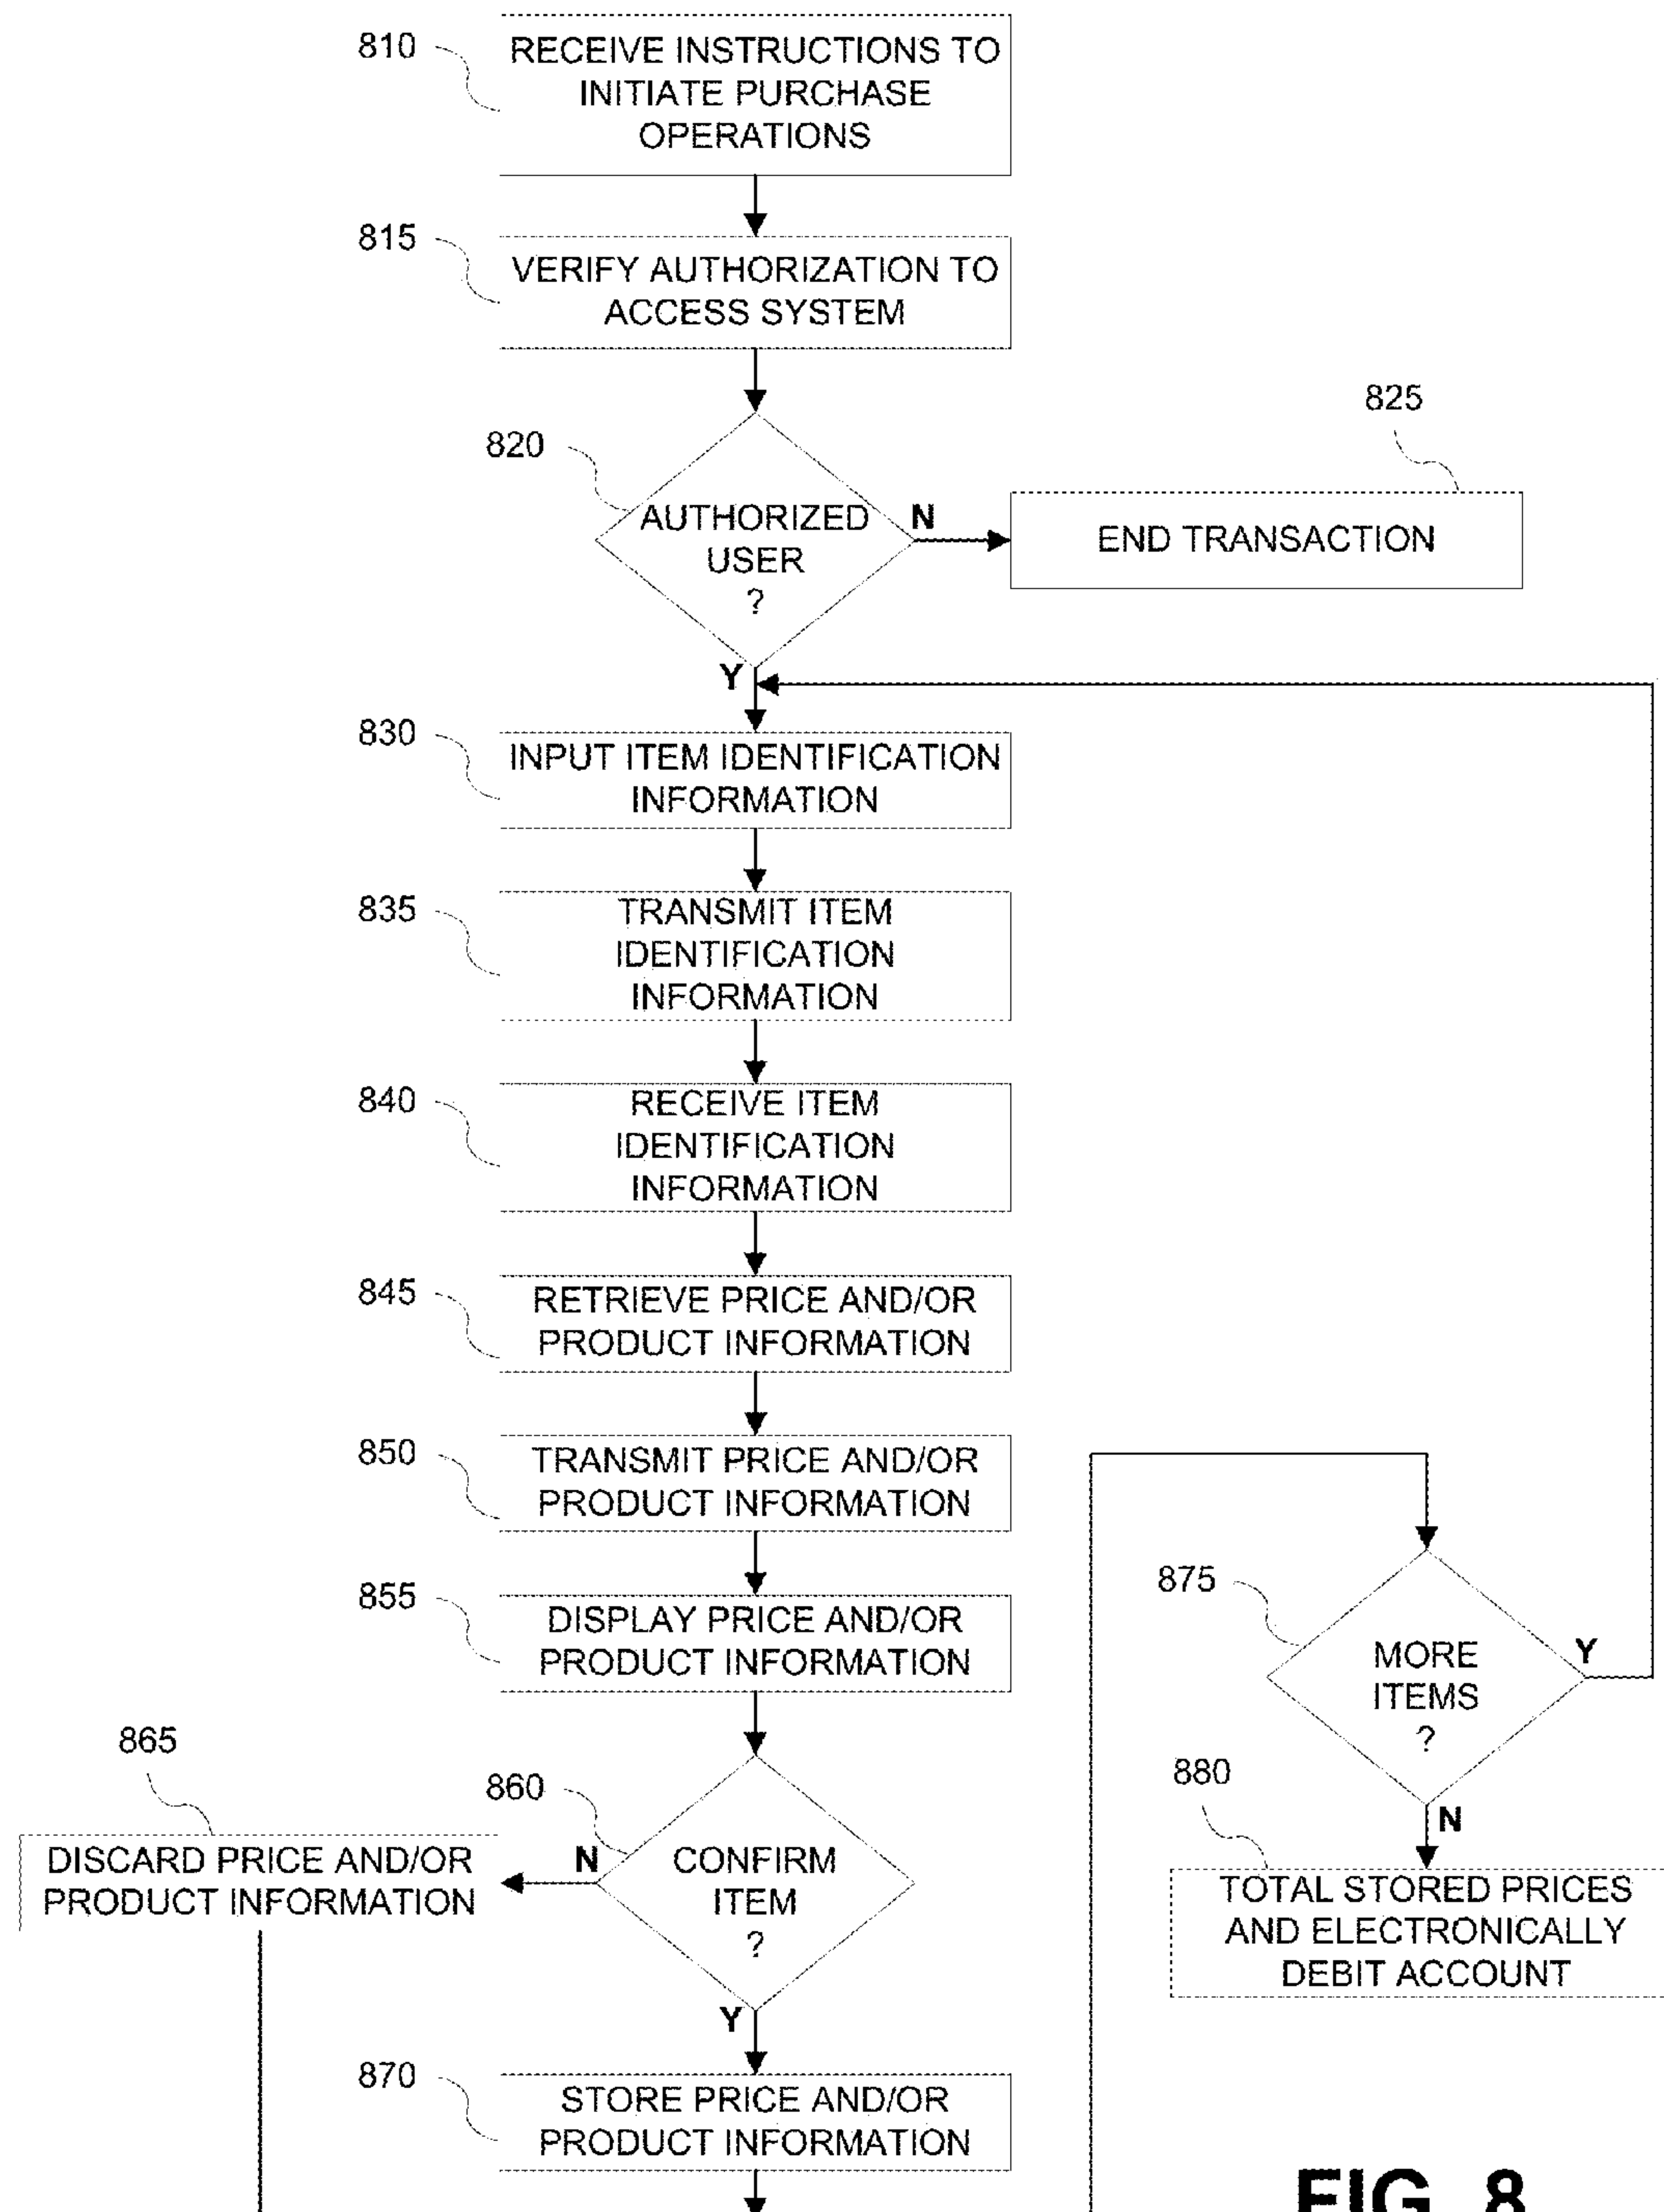 810
RECEIVE INSTRUCTIONS TO
INITIATE PURCHASE
OPERATIONS
815
VERIFY AUTHORIZATION TO
ACCESS SYSTEM
820
AUTHORIZED
USER
?
N
825
END TRANSACTION
Y
830
INPUT ITEM IDENTIFICATION
INFORMATION
835
TRANSMIT ITEM
IDENTIFICATION
INFORMATION
840
RECEIVE ITEM
IDENTIFICATION
INFORMATION
845
RETRIEVE PRICE AND/OR
PRODUCT INFORMATION
850
TRANSMIT PRICE AND/OR
PRODUCT INFORMATION
855
DISPLAY PRICE AND/OR
PRODUCT INFORMATION
860
CONFIRM
ITEM
?
N
865
DISCARD PRICE AND/OR
PRODUCT INFORMATION
Y
870
STORE PRICE AND/OR
PRODUCT INFORMATION
875
MORE
ITEMS
?
Y
N
880
TOTAL STORED PRICES
AND ELECTRONICALLY
DEBIT ACCOUNT
FIG. 8